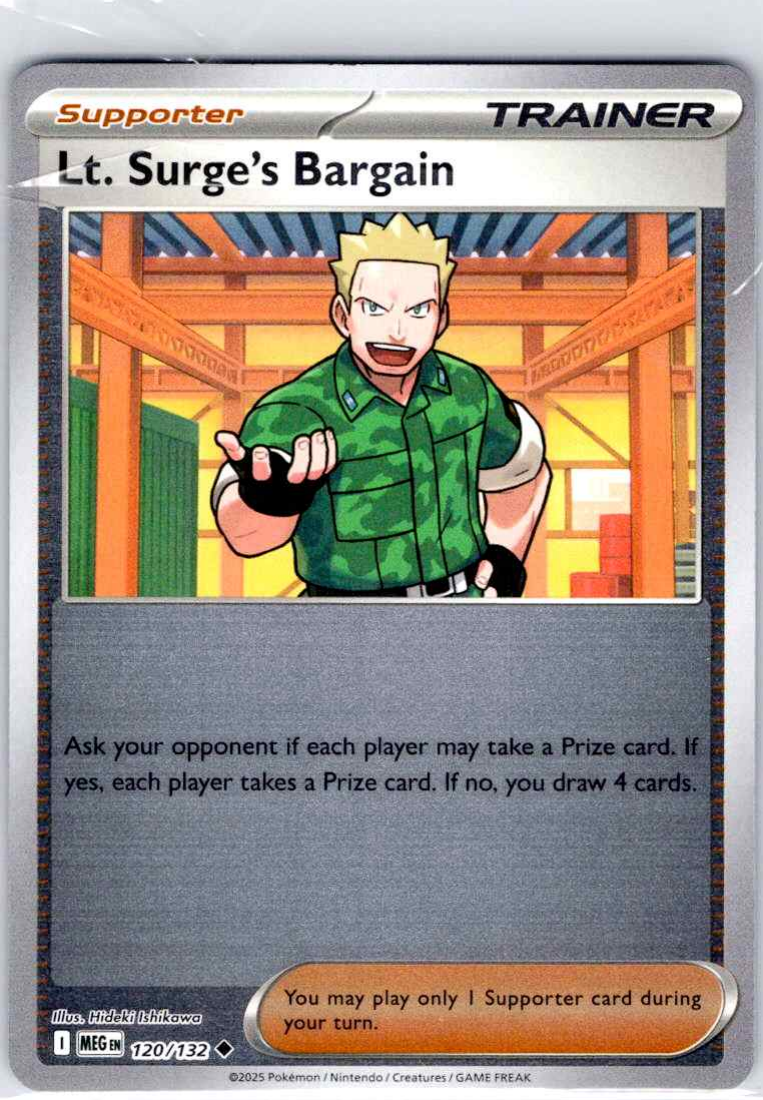 Supporter
TRAINER
Lt. Surge's Bargain
Ask your opponent if each player may take a Prize card. If
yes, each player takes a Prize card. If no, you draw 4 cards.
You may play only 1 Supporter card during
your turn.
Illus. Hideki Ishikawa
I MEG EN 120/132
©2025 Pokémon / Nintendo / Creatures / GAME FREAK